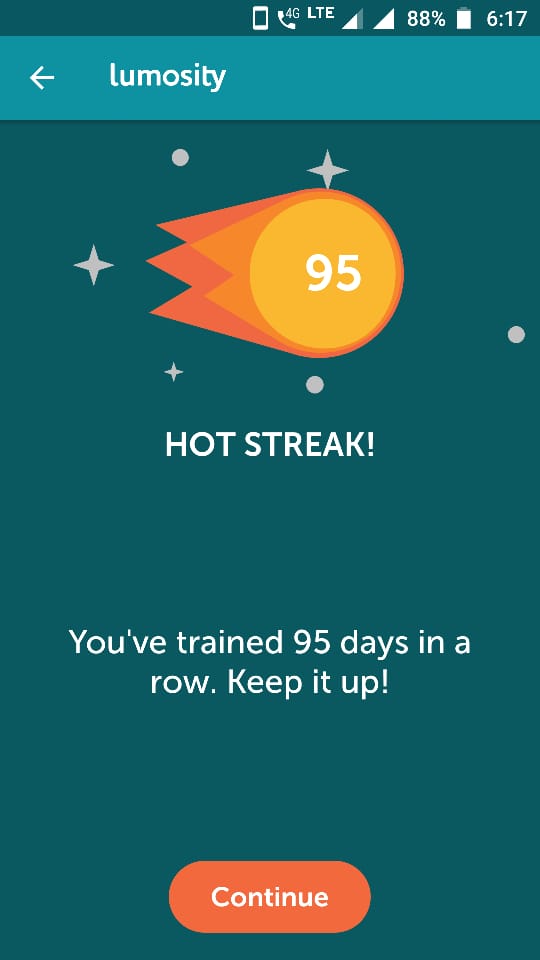 4G LTE 88% 6:17
lumosity
95
HOT STREAK!
You've trained 95 days in a
row. Keep it up!
Continue